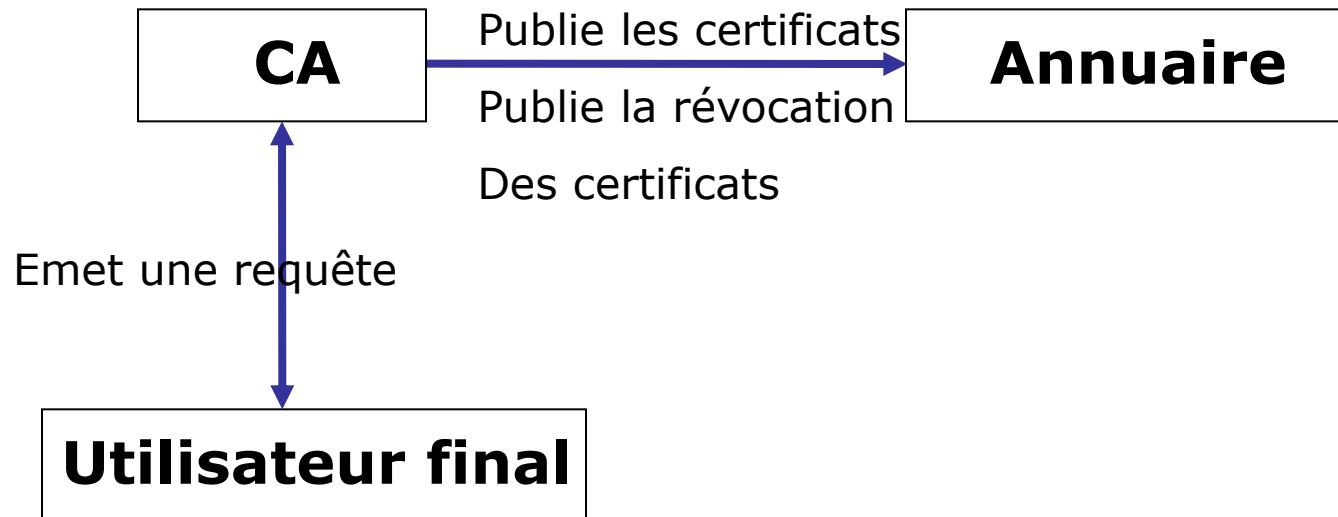 CA
Publie les certificats
Annuaire
Publie la révocation
Des certificats
Emet une requête
Utilisateur final